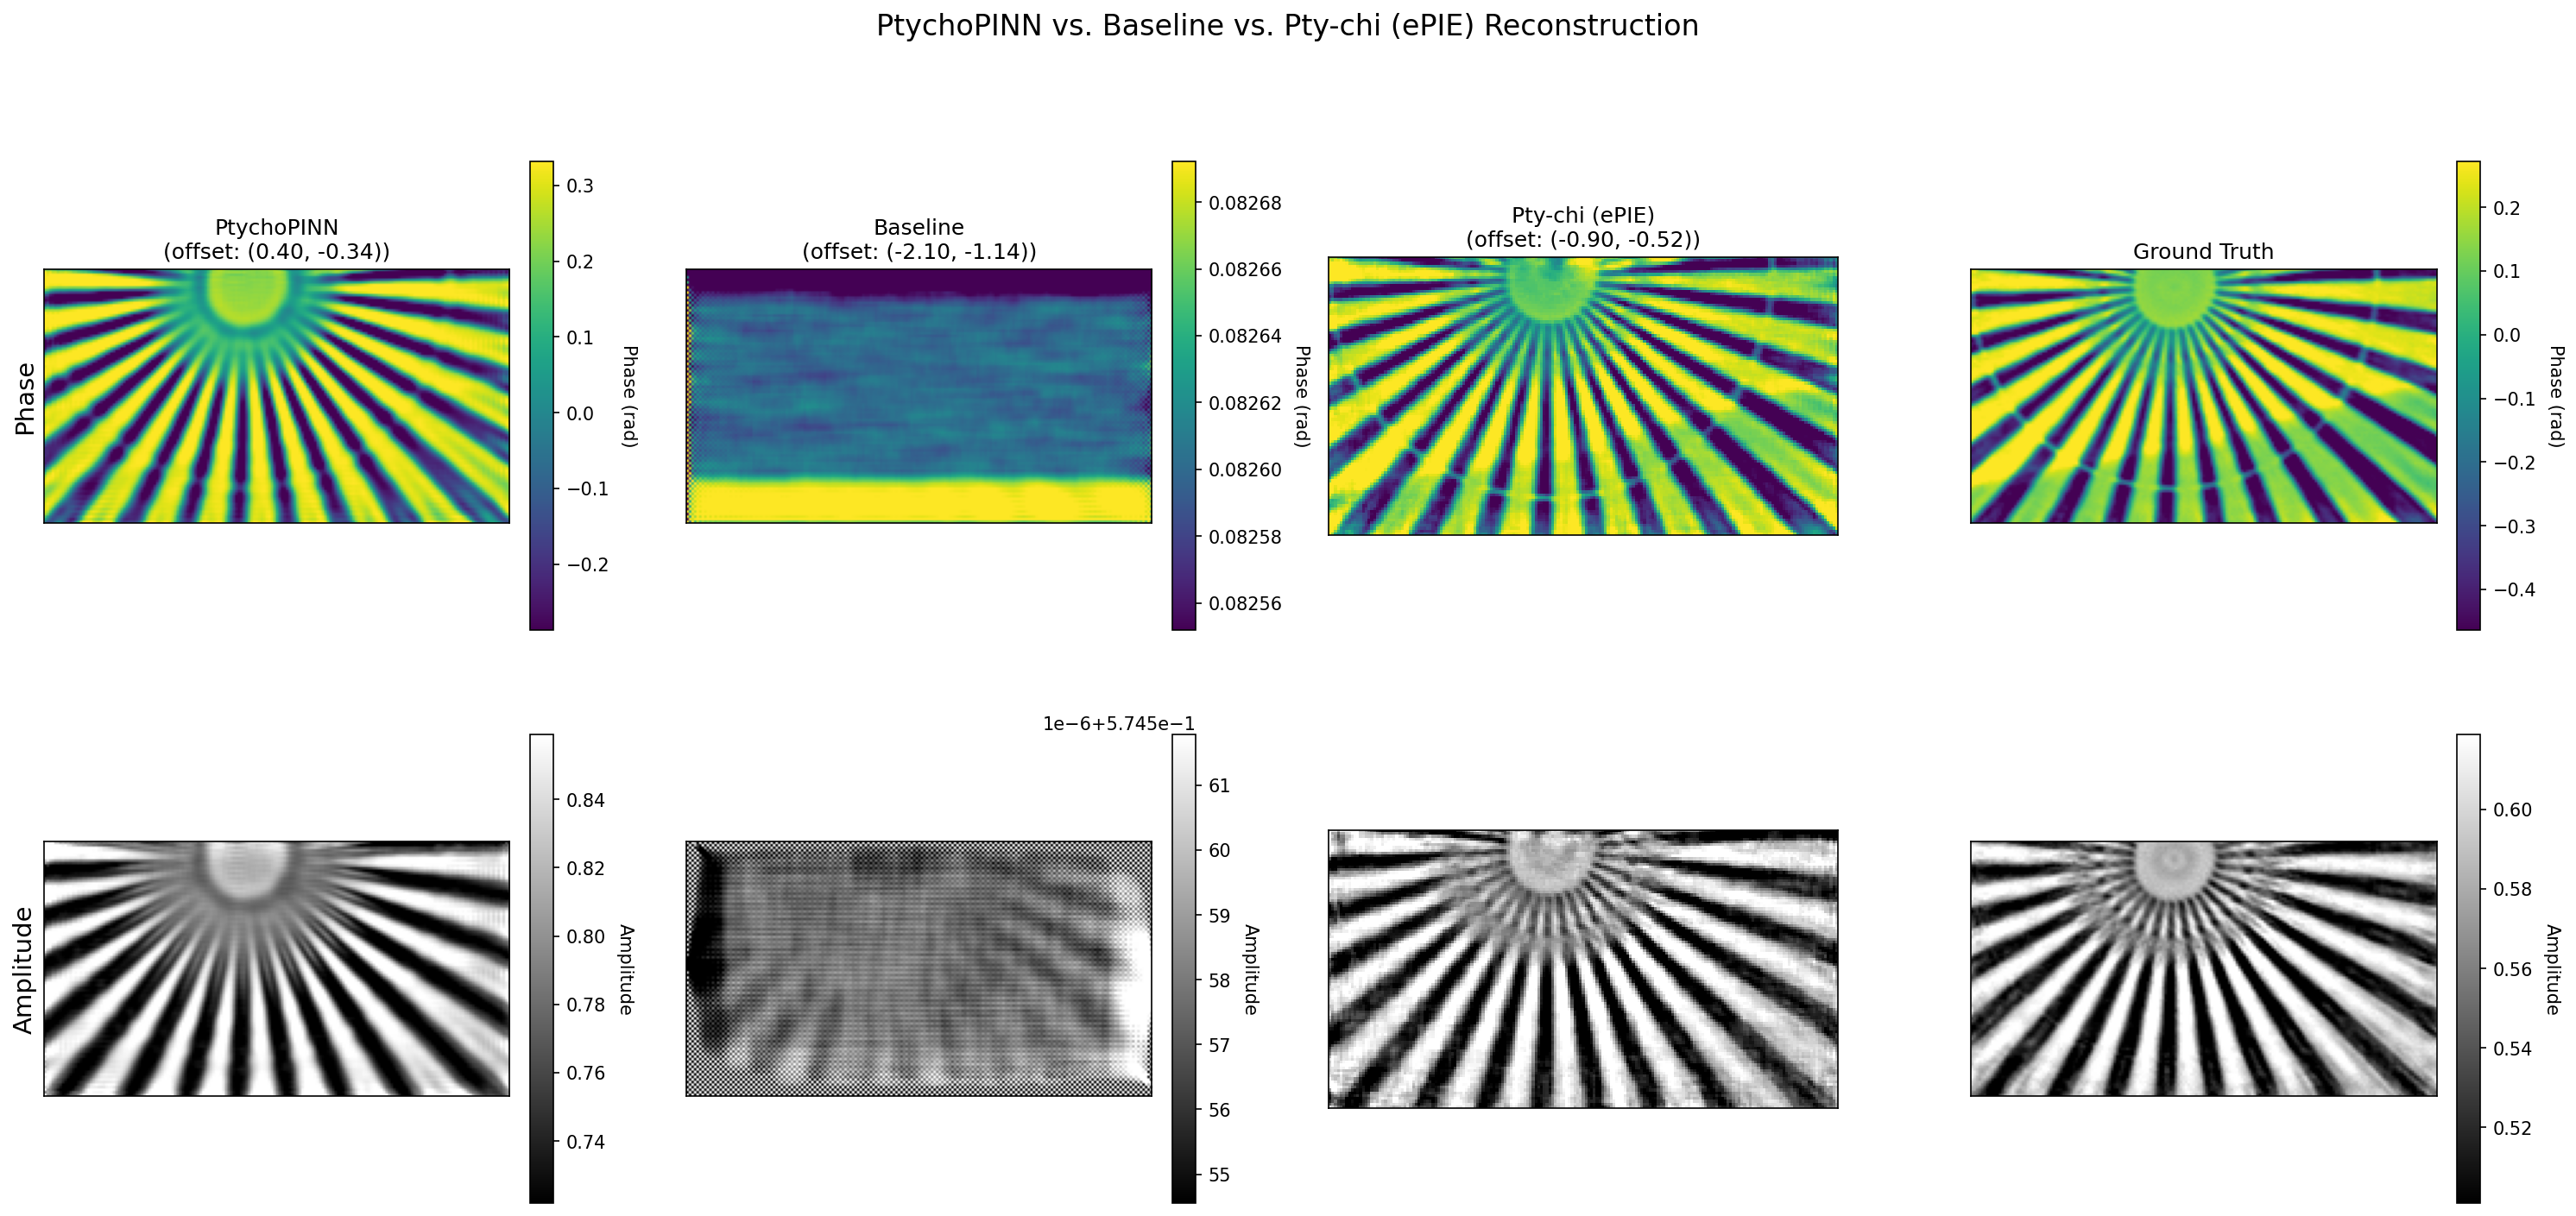 PtychoPINN vs. Baseline vs. Pty-chi (ePIE) Reconstruction
PtychoPINN
(offset: (0.40, -0.34))
Baseline
(offset: (-2.10, -1.14))
Pty-chi (ePIE)
(offset: (-0.90, -0.52))
Ground Truth
Phase
0.3
0.2
0.1
0.0
−0.1
−0.2
Phase (rad)
0.08268
0.08266
0.08264
0.08262
0.08260
0.08258
0.08256
Phase (rad)
0.2
0.1
0.0
−0.1
−0.2
−0.3
−0.4
Phase (rad)
Amplitude
0.84
0.82
0.80
0.78
0.76
0.74
Amplitude
1e−6+5.745e−1
61
60
59
58
57
56
55
Amplitude
0.60
0.58
0.56
0.54
0.52
Amplitude